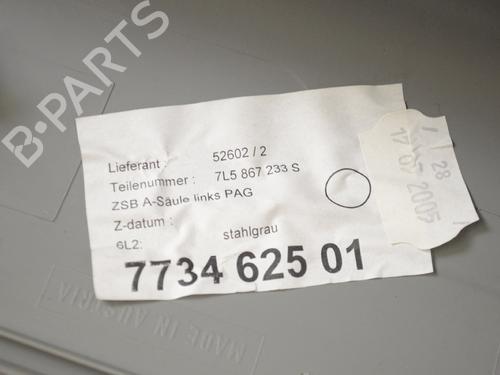 B-PARTS
Lieferant : 52602 / 2
Teilenummer : 7L5 867 233 S
ZSB A-Säule links PAG
Z-datum :
6L2: stahlgrau
7734 625 01
28
17 07 2005
MADE IN AUSTRIA